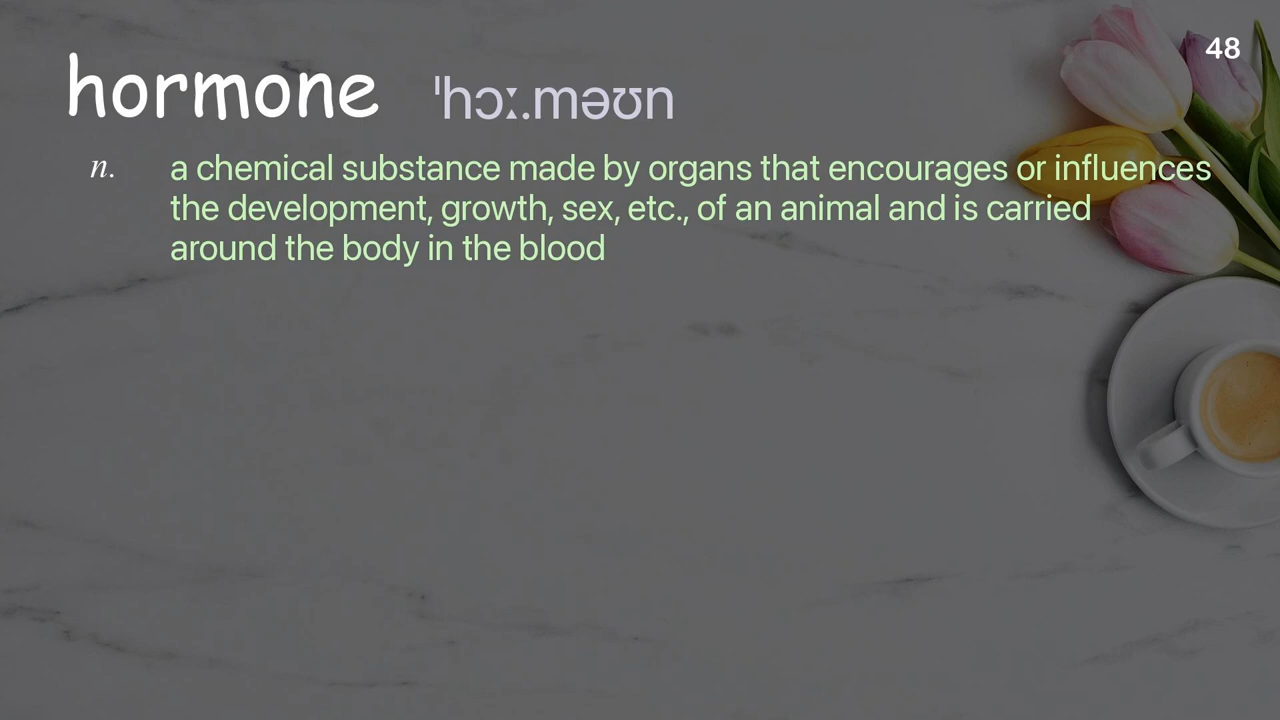 48
hormone ˈhɔː.məʊn
n. a chemical substance made by organs that encourages or influences
the development, growth, sex, etc., of an animal and is carried
around the body in the blood